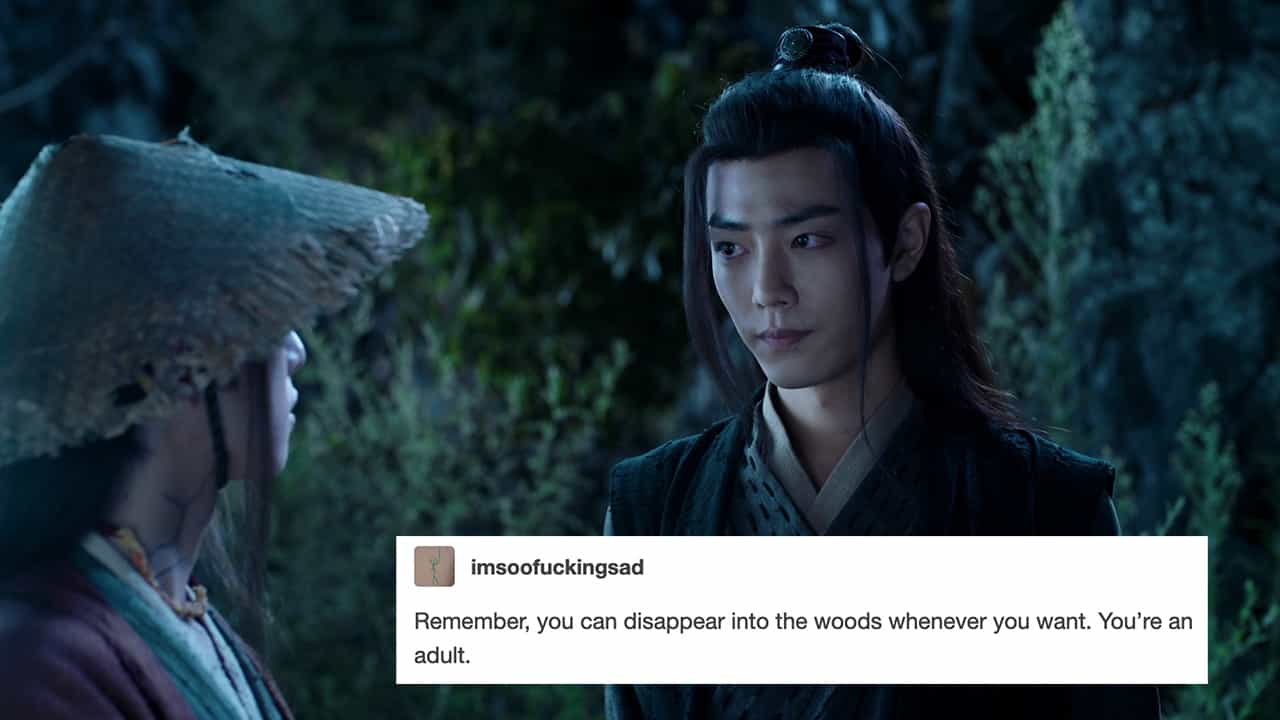 imsoofuckingsad
Remember, you can disappear into the woods whenever you want. You’re an
adult.